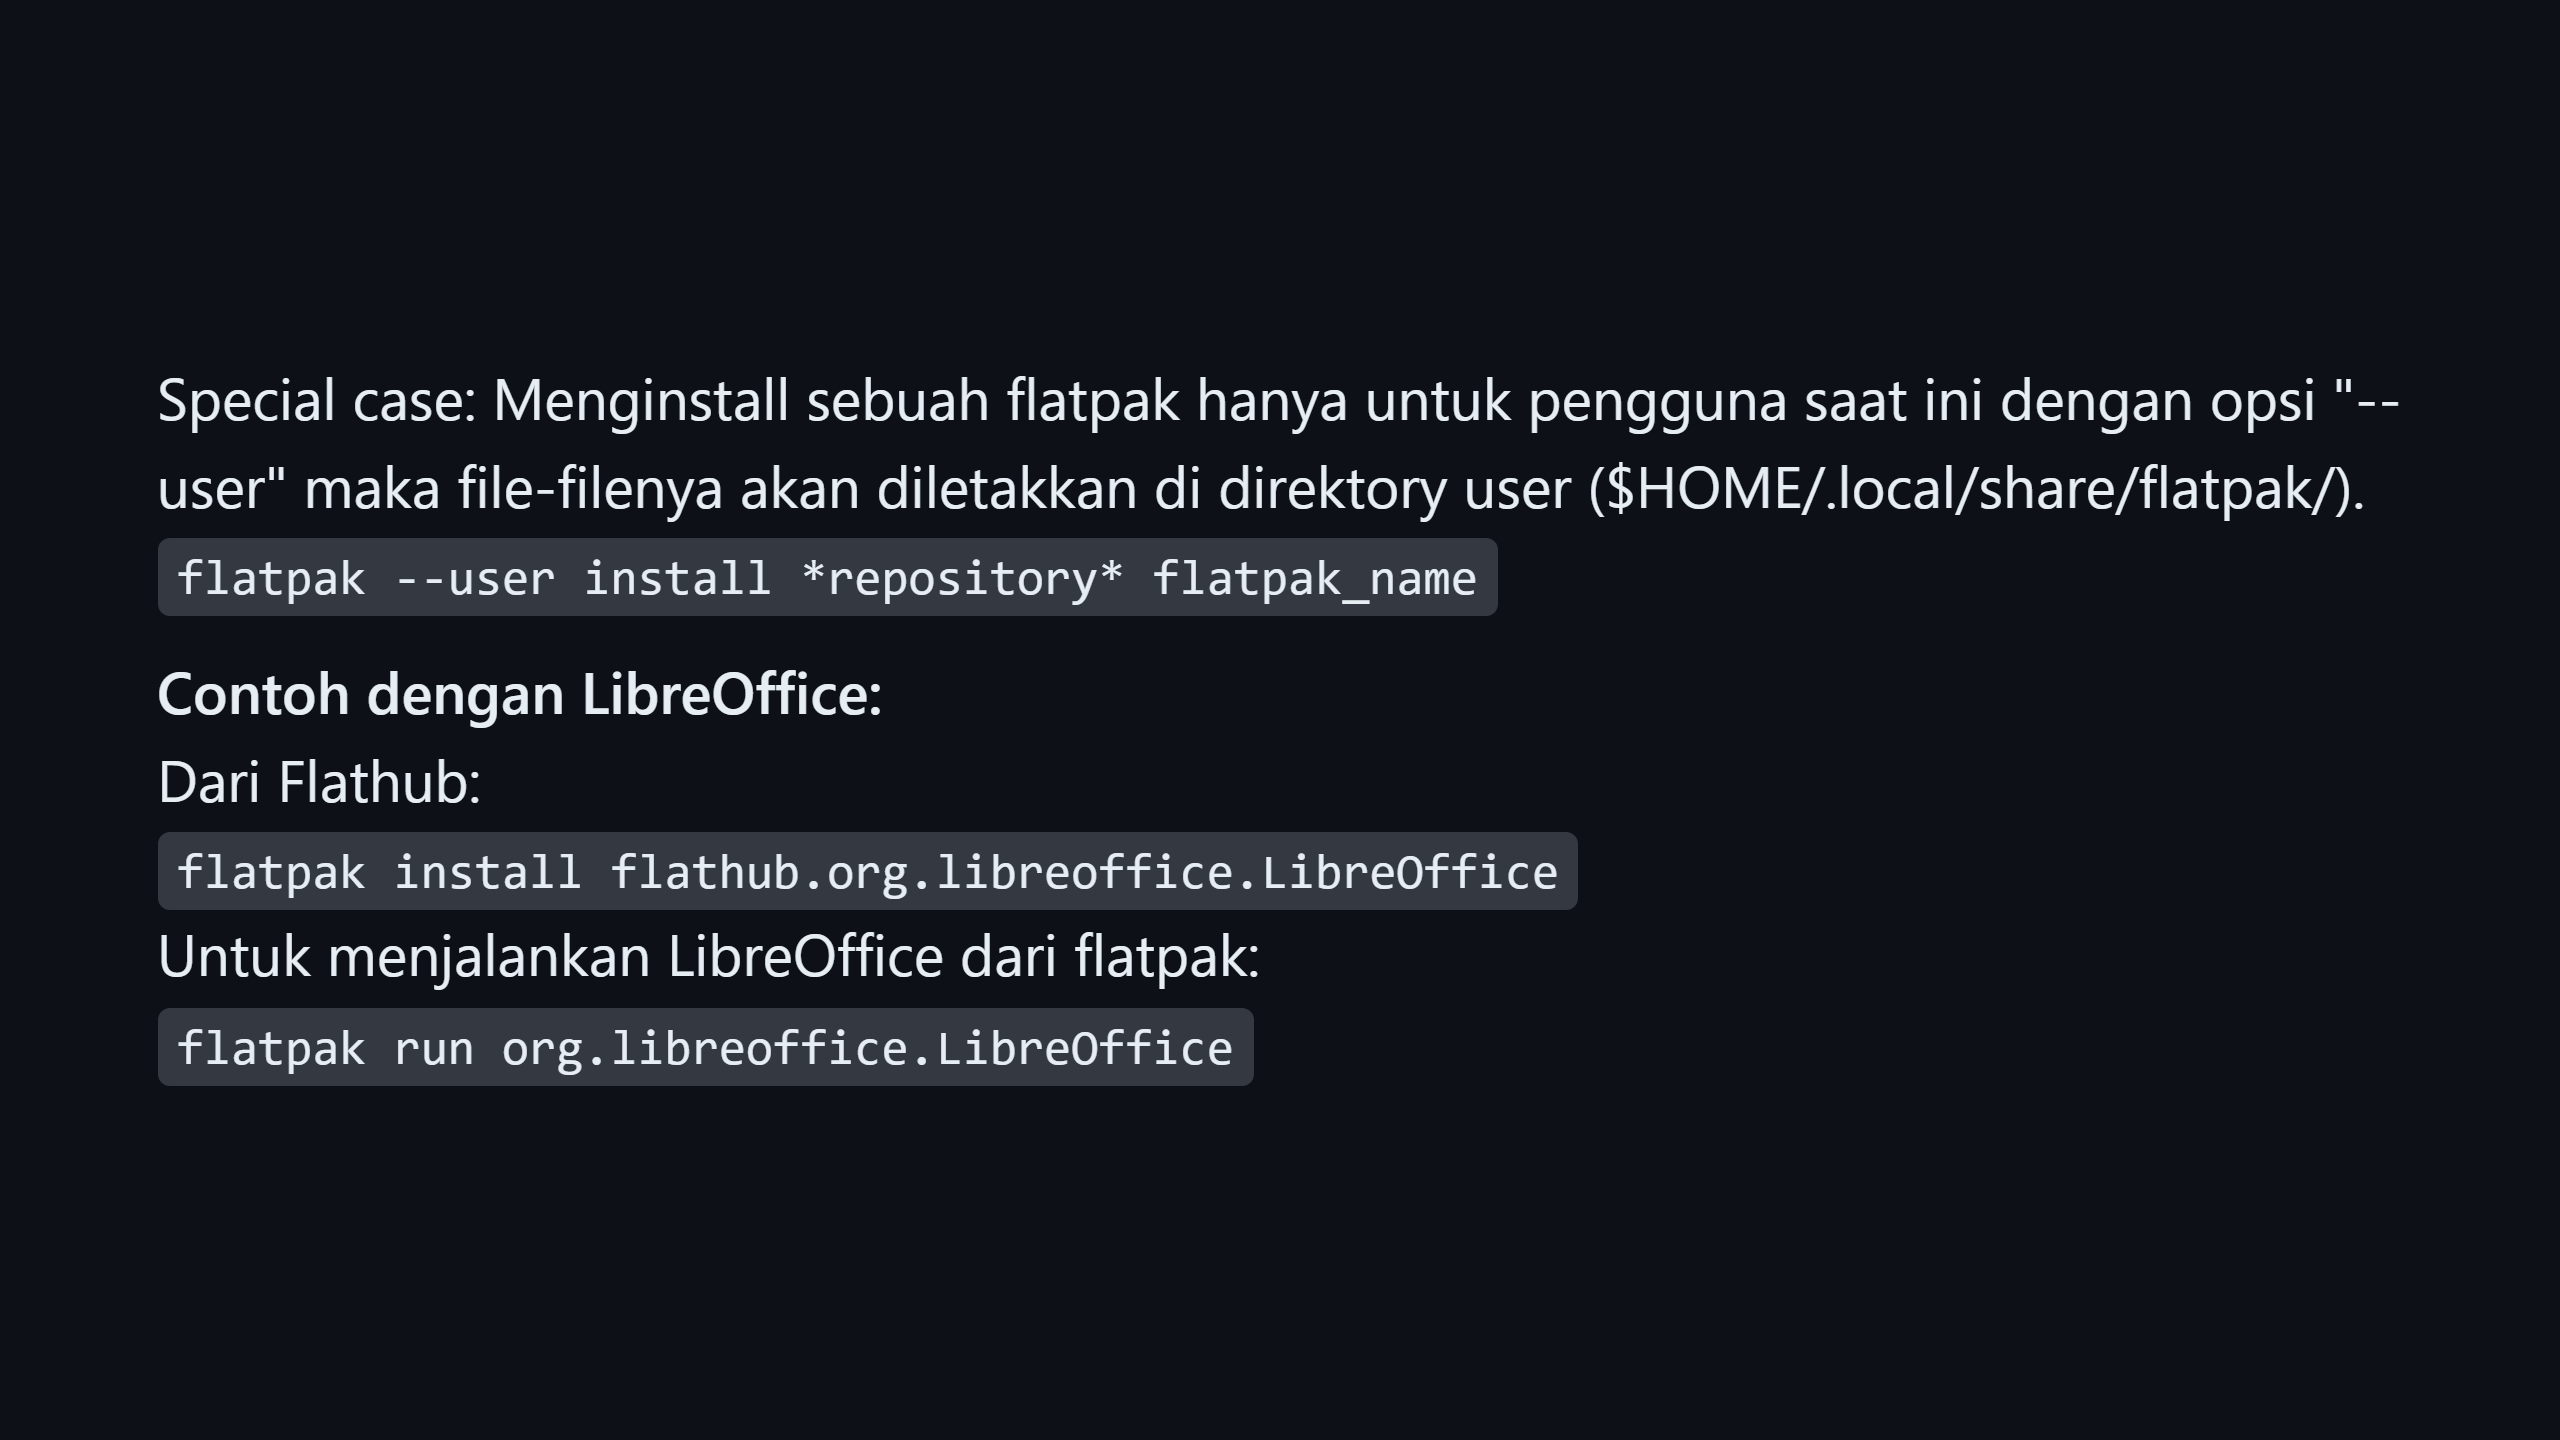 Special case: Menginstall sebuah flatpak hanya untuk pengguna saat ini dengan opsi "--
user" maka file-filenya akan diletakkan di direktory user ($HOME/.local/share/flatpak/).
flatpak --user install *repository* flatpak_name
Contoh dengan LibreOffice:
Dari Flathub:
flatpak install flathub.org.libreoffice.LibreOffice
Untuk menjalankan LibreOffice dari flatpak:
flatpak run org.libreoffice.LibreOffice